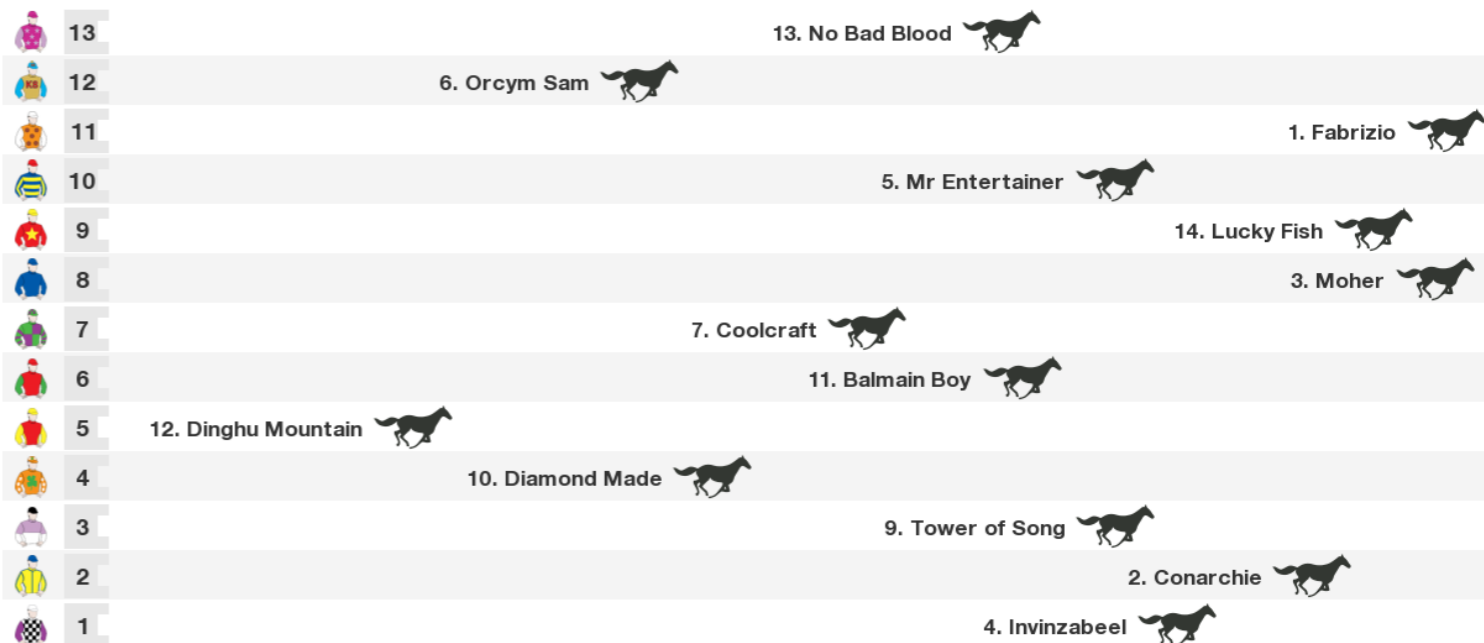 13 13. No Bad Blood
K8
12 6. Orcym Sam
11 1. Fabrizio
10 5. Mr Entertainer
9 14. Lucky Fish
8 3. Moher
7 7. Coolcraft
6 11. Balmain Boy
5 12. Dinghu Mountain
4 10. Diamond Made
3 9. Tower of Song
2 2. Conarchie
1 4. Invinzabeel